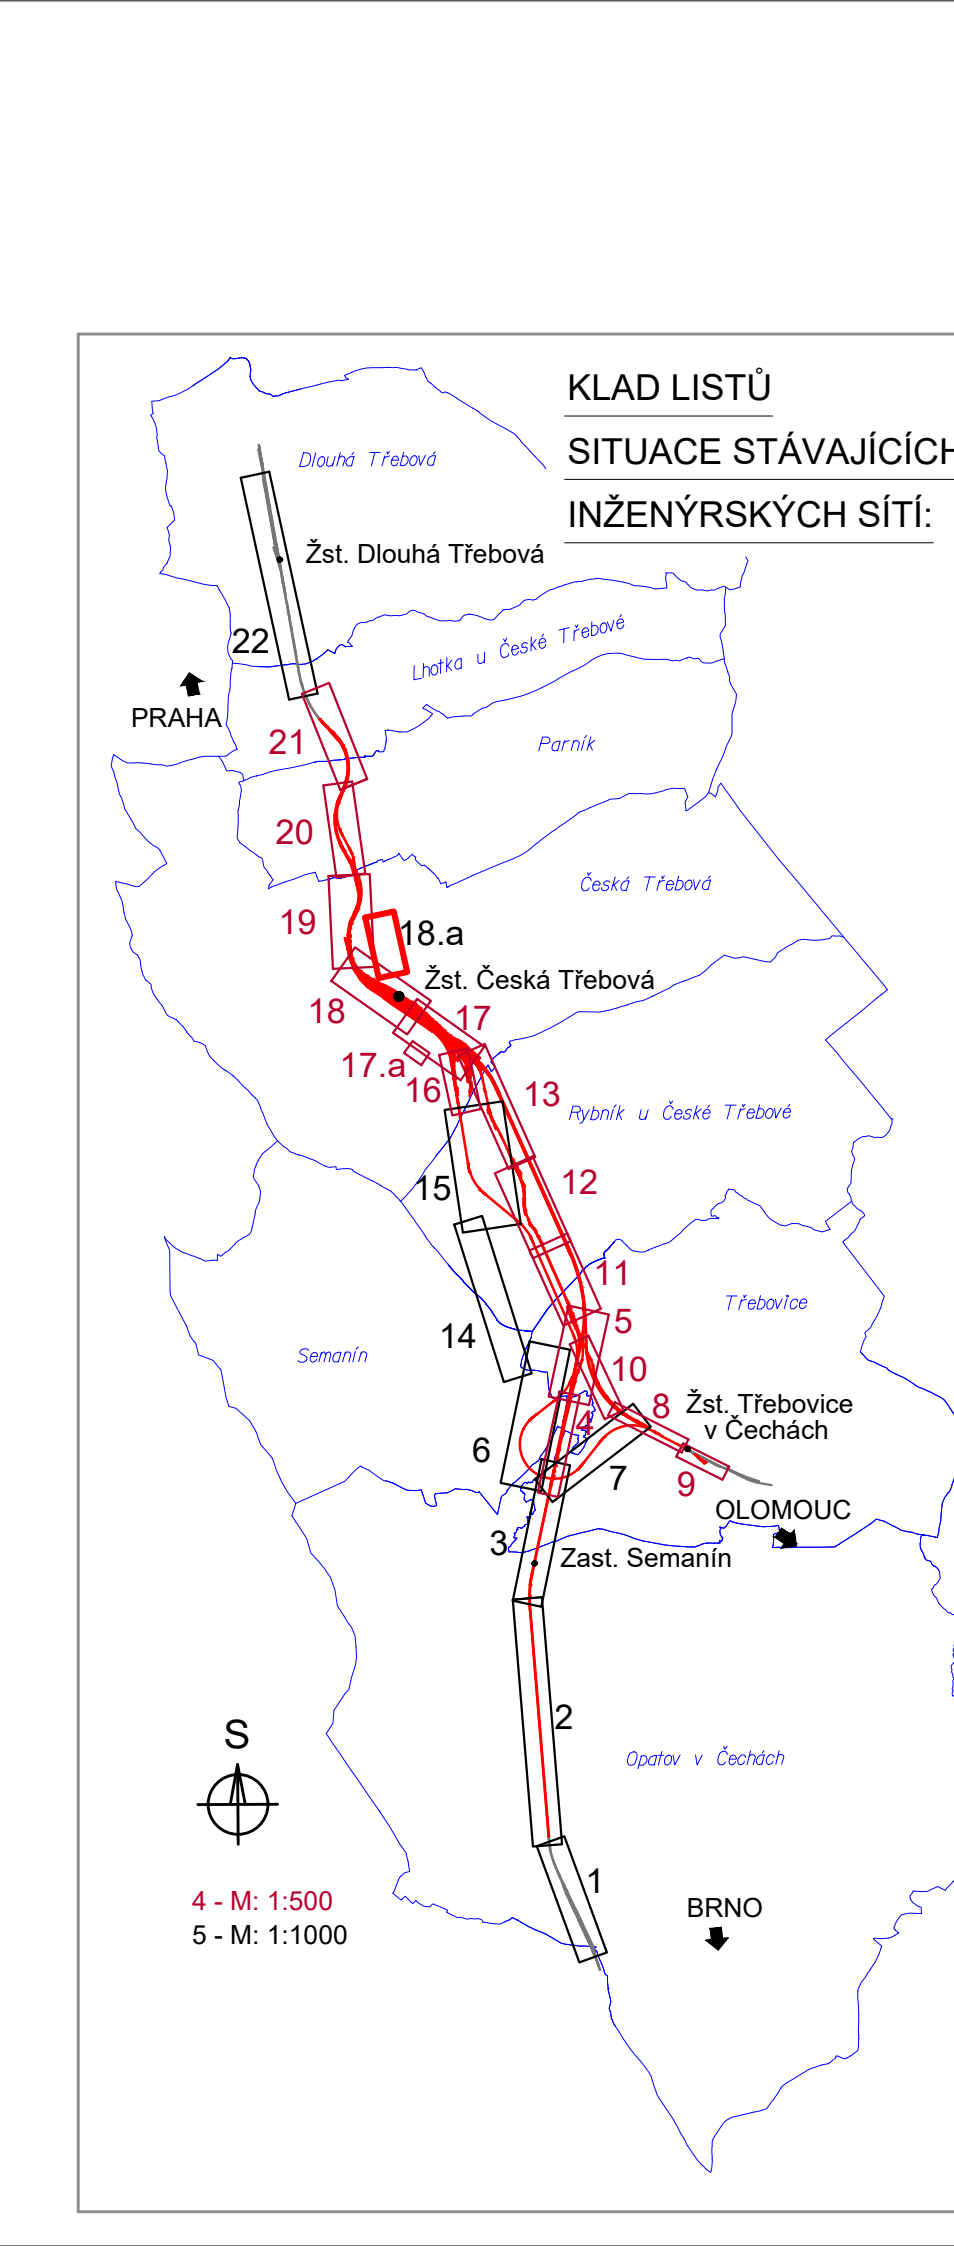 KLAD LISTŮ
SITUACE STÁVAJÍCÍCH
INŽENÝRSKÝCH SÍTÍ:
Dlouhá Třebová
Žst. Dlouhá Třebová
22
Lhotka u České Třebové
PRAHA
21
Parník
20
Česká Třebová
19
18.a
Žst. Česká Třebová
18
17
17.a
16
13
Rybník u České Třebové
15
12
11
Třebovice
5
14
Semanín
10
8
Žst. Třebovice
v Čechách
4
6
7
9
OLOMOUC
3
Zast. Semanín
2
S
Opatov v Čechách
1
4 - M: 1:500
BRNO
5 - M: 1:1000